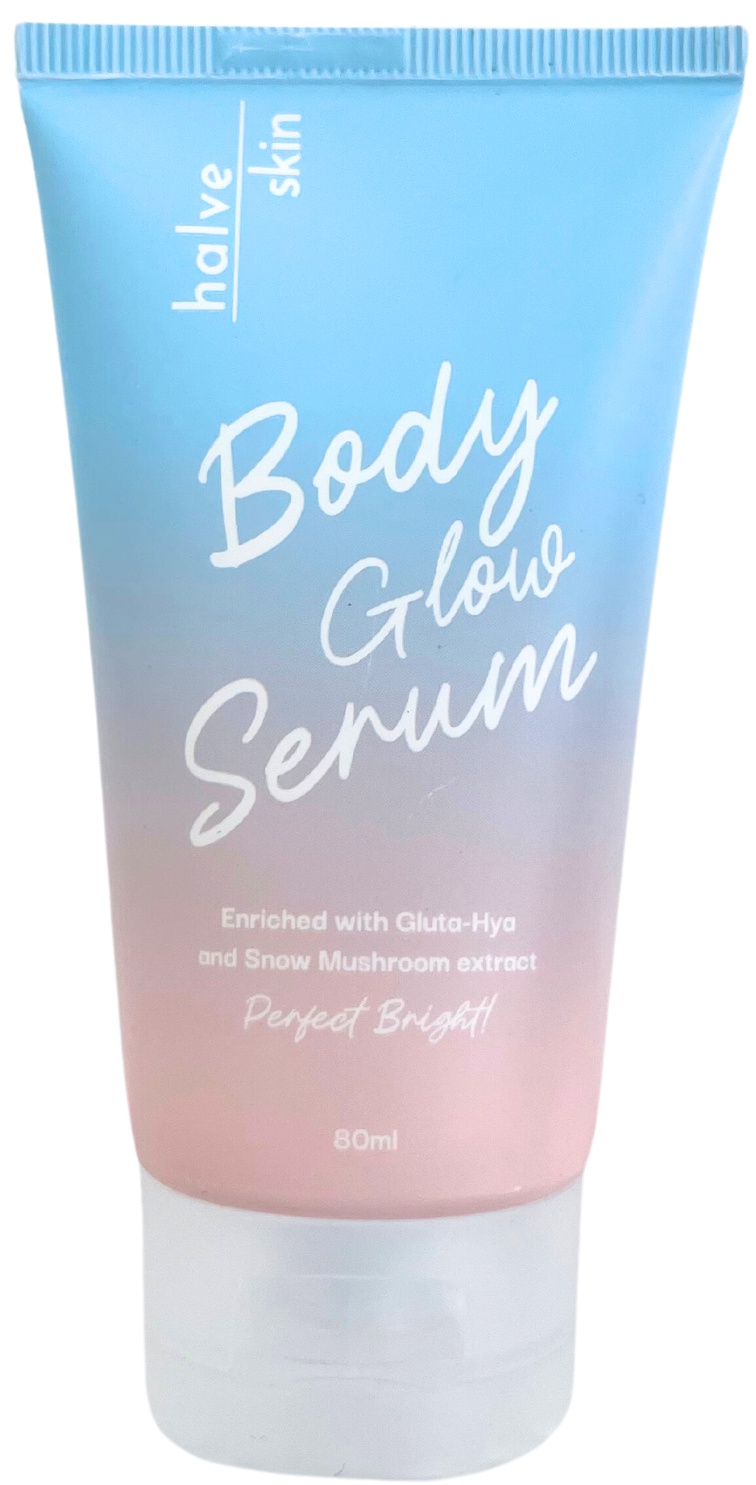 halve
skin
Body
Glow
Serum
Enriched with Gluta-Hya
and Snow Mushroom extract
Perfect Bright!
80ml